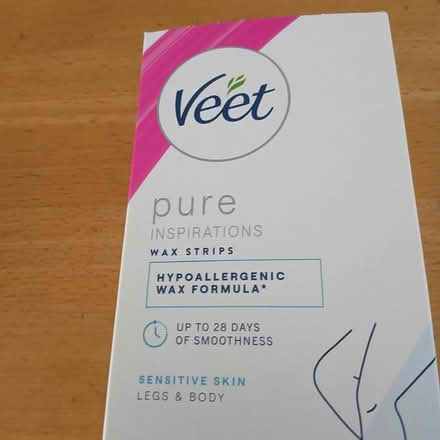 Veet
pure
INSPIRATIONS
WAX STRIPS
HYPOALLERGENIC
WAX FORMULA*
UP TO 28 DAYS
OF SMOOTHNESS
SENSITIVE SKIN
LEGS & BODY